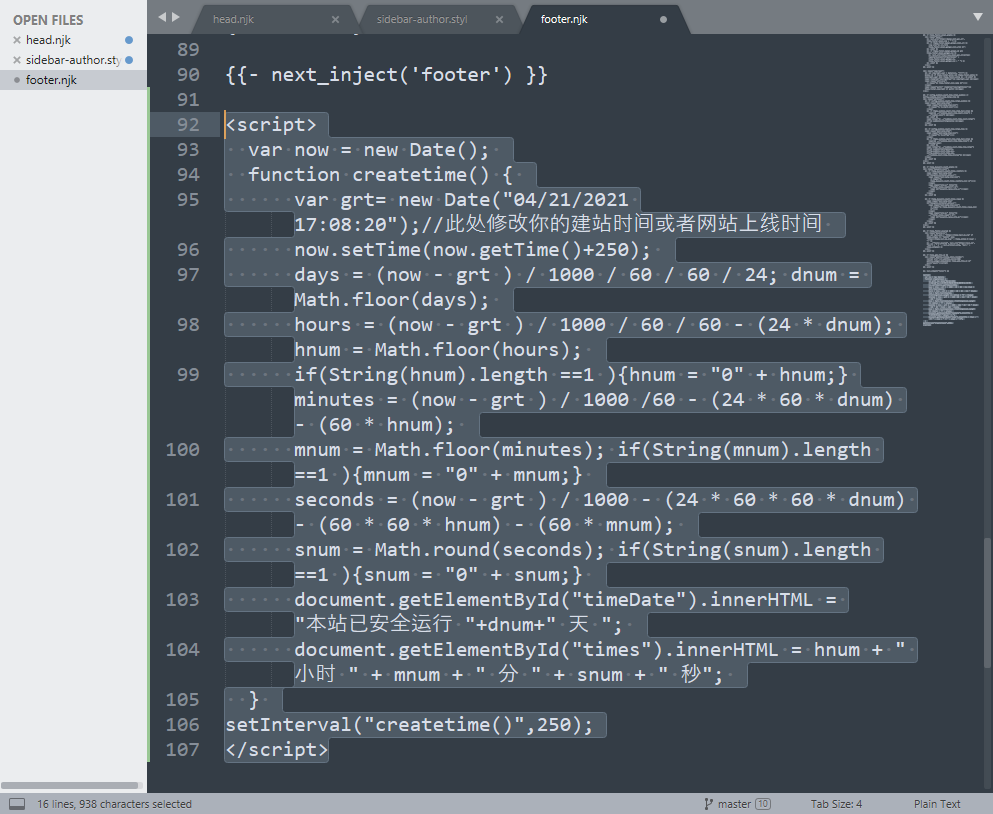 OPEN FILES
head.njk
sidebar-author.sty
footer.njk
head.njk
sidebar-author.styl
footer.njk
89
90 {{- next_inject('footer') }}
91
92 <script>
93 var now = new Date();
94 function createtime() {
95 var grt= new Date("04/21/2021
17:08:20");//此处修改你的建站时间或者网站上线时间
96 now.setTime(now.getTime()+250);
97 days = (now - grt ) / 1000 / 60 / 60 / 24; dnum =
Math.floor(days);
98 hours = (now - grt ) / 1000 / 60 / 60 - (24 * dnum);
hnum = Math.floor(hours);
99 if(String(hnum).length ==1 ){hnum = "0" + hnum;}
minutes = (now - grt ) / 1000 /60 - (24 * 60 * dnum)
- (60 * hnum);
100 mnum = Math.floor(minutes); if(String(mnum).length
==1 ){mnum = "0" + mnum;}
101 seconds = (now - grt ) / 1000 - (24 * 60 * 60 * dnum)
- (60 * 60 * hnum) - (60 * mnum);
102 snum = Math.round(seconds); if(String(snum).length
==1 ){snum = "0" + snum;}
103 document.getElementById("timeDate").innerHTML =
"本站已安全运行 "+dnum+" 天 ";
104 document.getElementById("times").innerHTML = hnum + "
小时 " + mnum + " 分 " + snum + " 秒";
105 }
106 setInterval("createtime()",250);
107 </script>
16 lines, 938 characters selected
master 10
Tab Size: 4
Plain Text